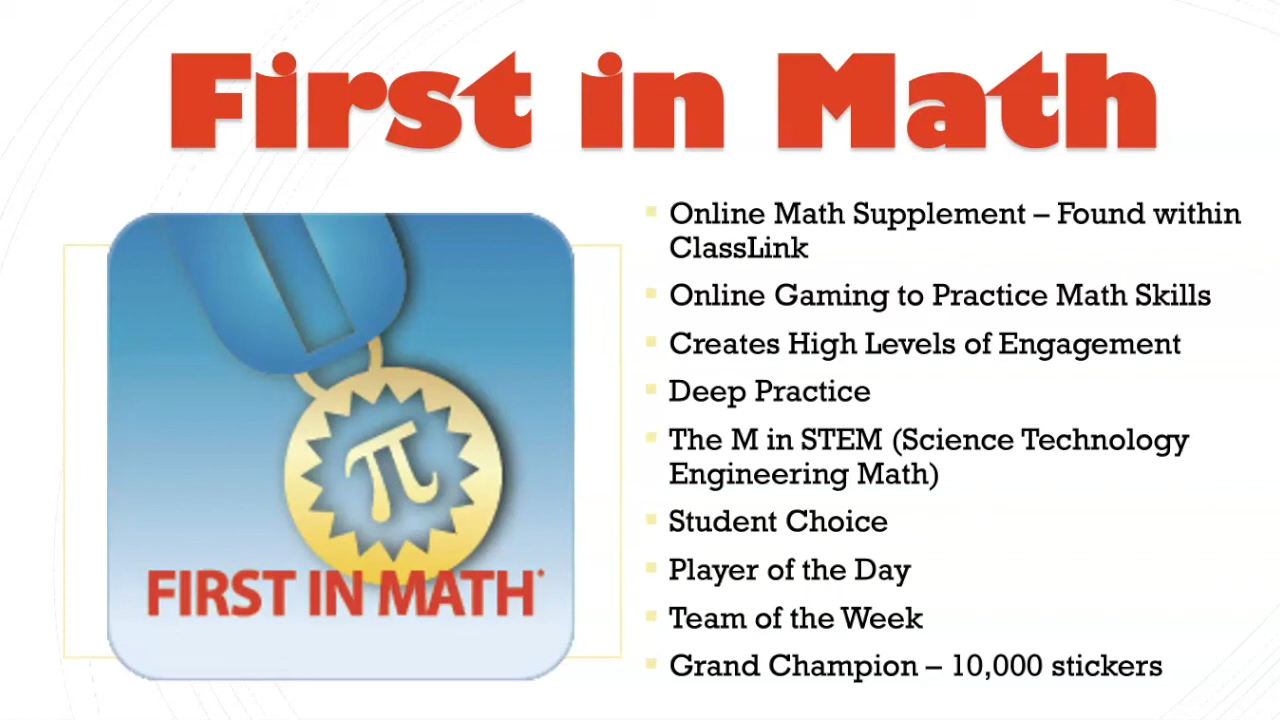 First in Math
Online Math Supplement – Found within
ClassLink
Online Gaming to Practice Math Skills
Creates High Levels of Engagement
Deep Practice
The M in STEM (Science Technology
Engineering Math)
Student Choice
Player of the Day
Team of the Week
Grand Champion – 10,000 stickers
π
FIRST IN MATH®